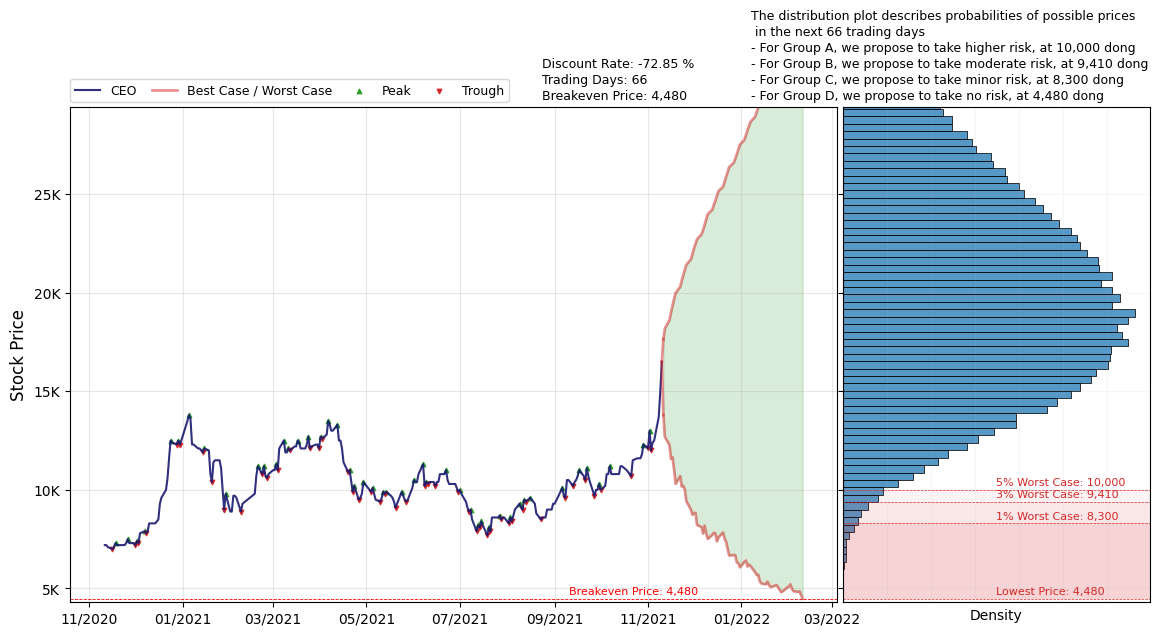 The distribution plot describes probabilities of possible prices
in the next 66 trading days
- For Group A, we propose to take higher risk, at 10,000 dong
- For Group B, we propose to take moderate risk, at 9,410 dong
- For Group C, we propose to take minor risk, at 8,300 dong
- For Group D, we propose to take no risk, at 4,480 dong
Discount Rate: -72.85 %
Trading Days: 66
Breakeven Price: 4,480
CEO
Best Case / Worst Case
Peak
Trough
Stock Price
25K
20K
15K
10K
5K
5% Worst Case: 10,000
3% Worst Case: 9,410
1% Worst Case: 8,300
Breakeven Price: 4,480
Lowest Price: 4,480
11/2020
01/2021
03/2021
05/2021
07/2021
09/2021
11/2021
01/2022
03/2022
Density